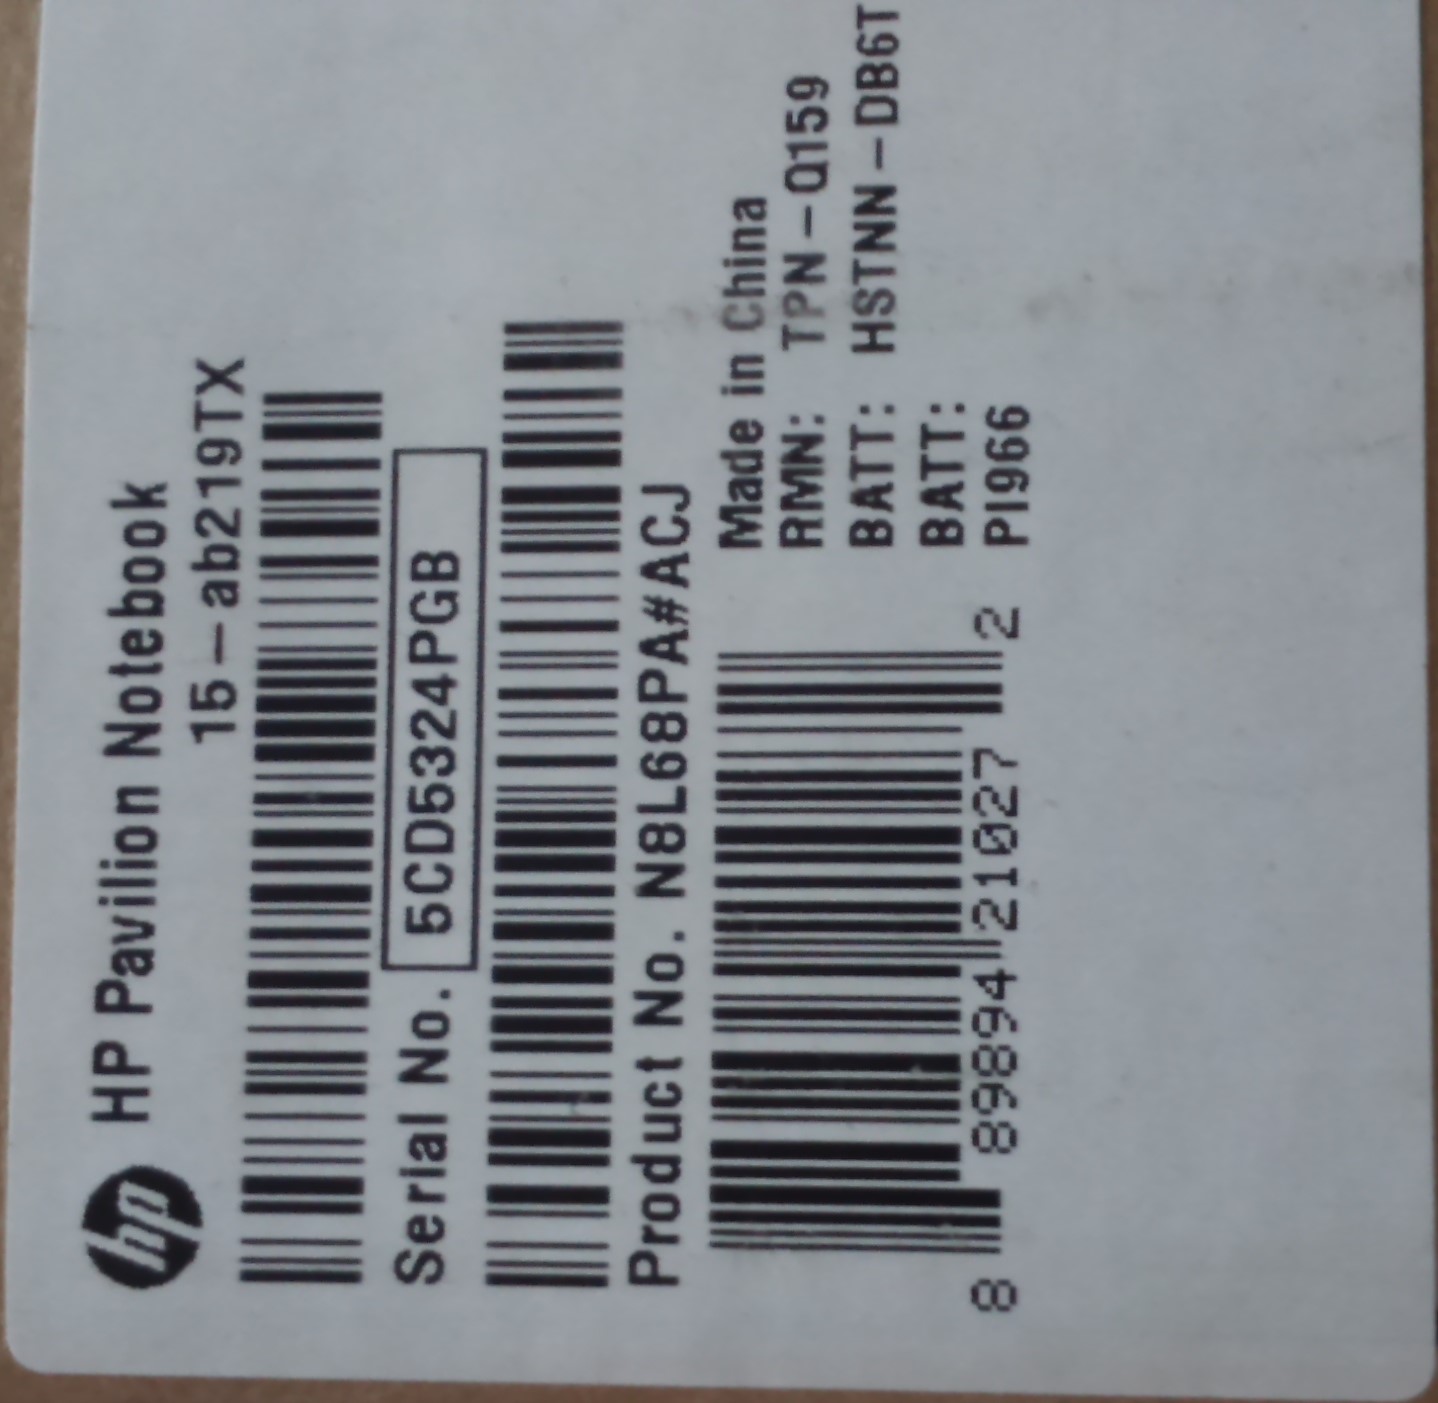 hp
HP Pavilion Notebook
15-ab219TX
Serial No. 5CD5324PGB
Product No. N8L68PA#ACJ
8 89894 21027 2
Made in China
RMN: TPN-Q159
BATT: HSTNN-DB6T
BATT:
PI966